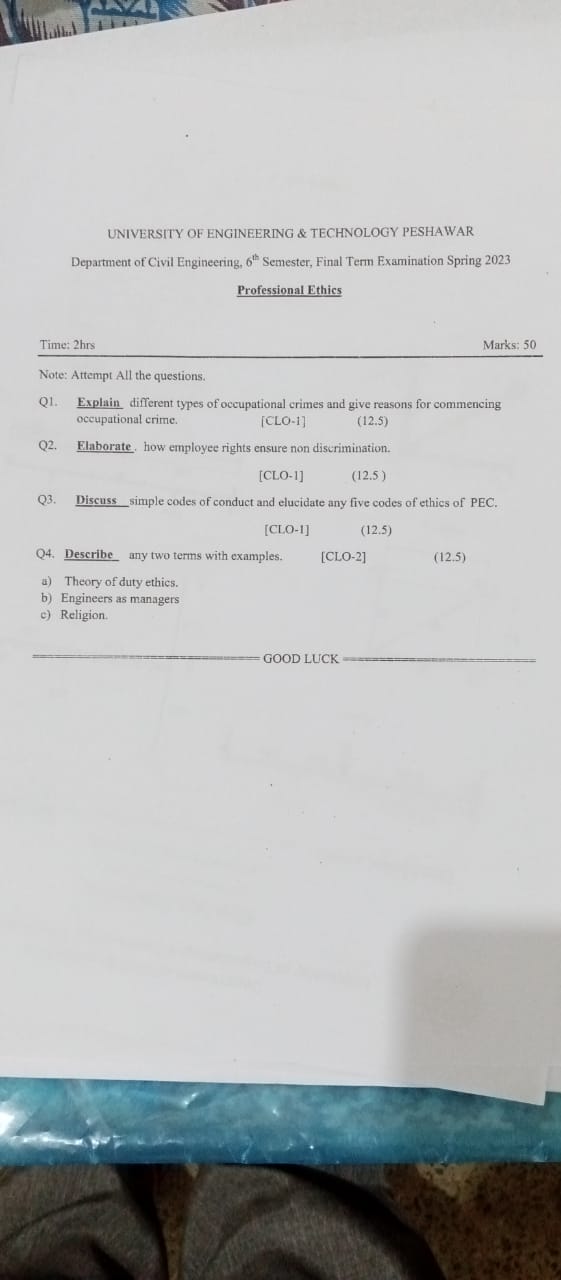 UNIVERSITY OF ENGINEERING & TECHNOLOGY PESHAWAR
Department of Civil Engineering, 6th Semester, Final Term Examination Spring 2023
Professional Ethics
Time: 2hrs Marks: 50
Note: Attempt All the questions.
Q1. Explain different types of occupational crimes and give reasons for commencing
occupational crime. [CLO-1] (12.5)
Q2. Elaborate . how employee rights ensure non discrimination.
[CLO-1] (12.5 )
Q3. Discuss simple codes of conduct and elucidate any five codes of ethics of PEC.
[CLO-1] (12.5)
Q4. Describe any two terms with examples. [CLO-2] (12.5)
a) Theory of duty ethics.
b) Engineers as managers
c) Religion.
GOOD LUCK